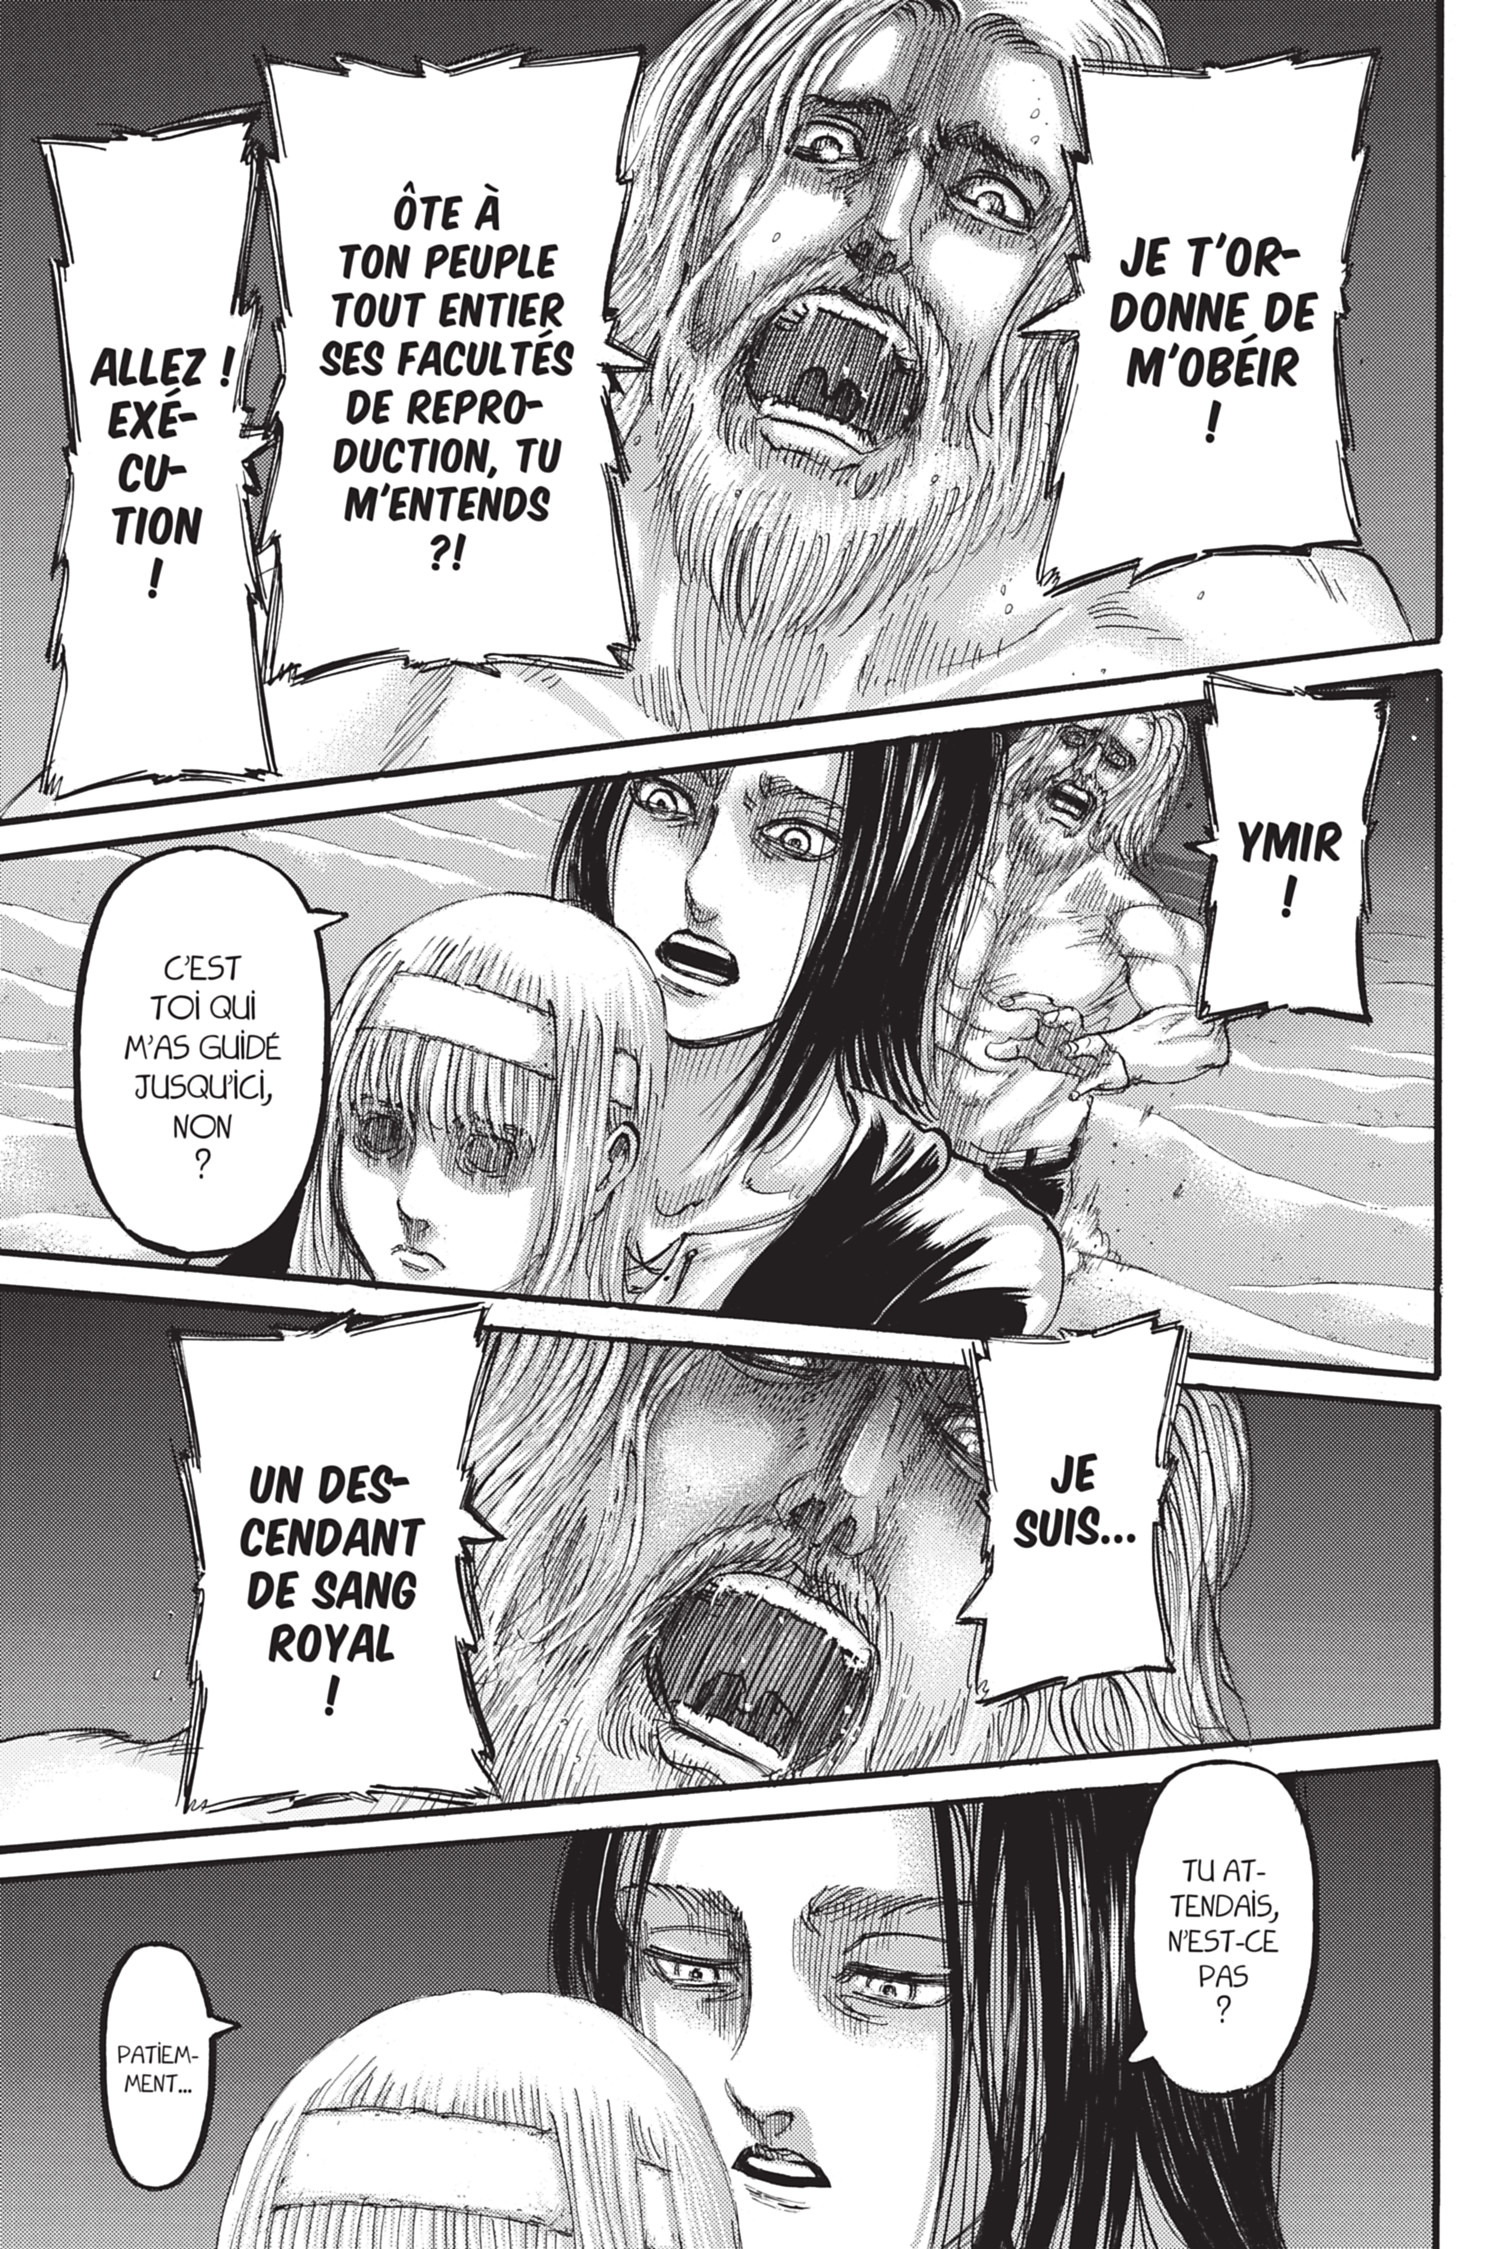 JE T'OR-
DONNE DE
M'OBÉIR
!
ÔTE À
TON PEUPLE
TOUT ENTIER
SES FACULTÉS
DE REPRO-
DUCTION, TU
M'ENTENDS
?!
ALLEZ !
EXÉ-
CU-
TION
!
YMIR
!
C'EST
TOI QUI
M'AS GUIDÉ
JUSQU'ICI,
NON
?
JE
SUIS...
UN DES-
CENDANT
DE SANG
ROYAL
!
TU AT-
TENDAIS,
N'EST-CE
PAS
?
PATIEM-
MENT...